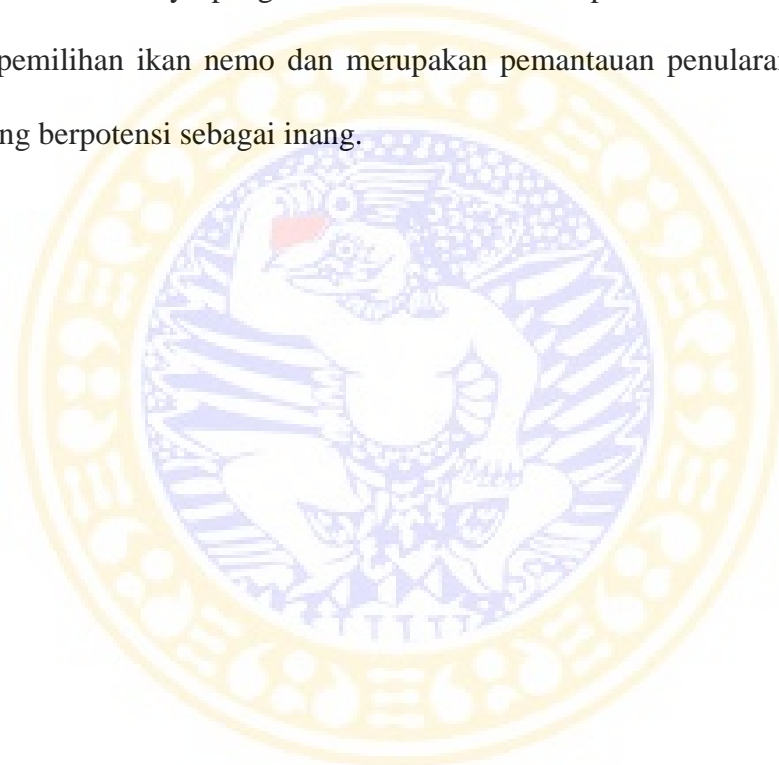 pemilihan ikan nemo dan merupakan pemantauan penularan
ng berpotensi sebagai inang.